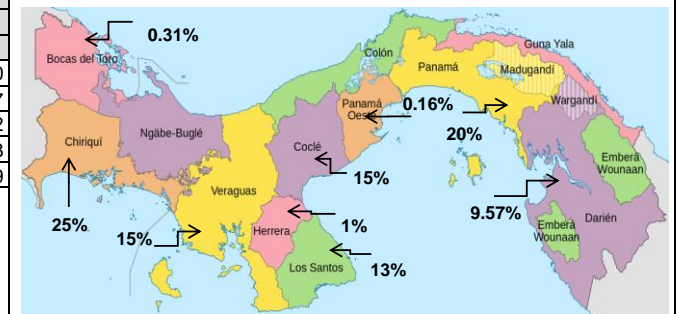 0.31%
Bocas del Toro
Colón
Guna Yala
Panamá
Madugandí
Wargandí
Panamá
Oeste
0.16%
20%
Chiriquí
Ngäbe-Buglé
Coclé
15%
Emberá
Wounaan
Veraguas
9.57%
25%
15%
Herrera
1%
Darién
Emberá
Wounaan
Los Santos
13%